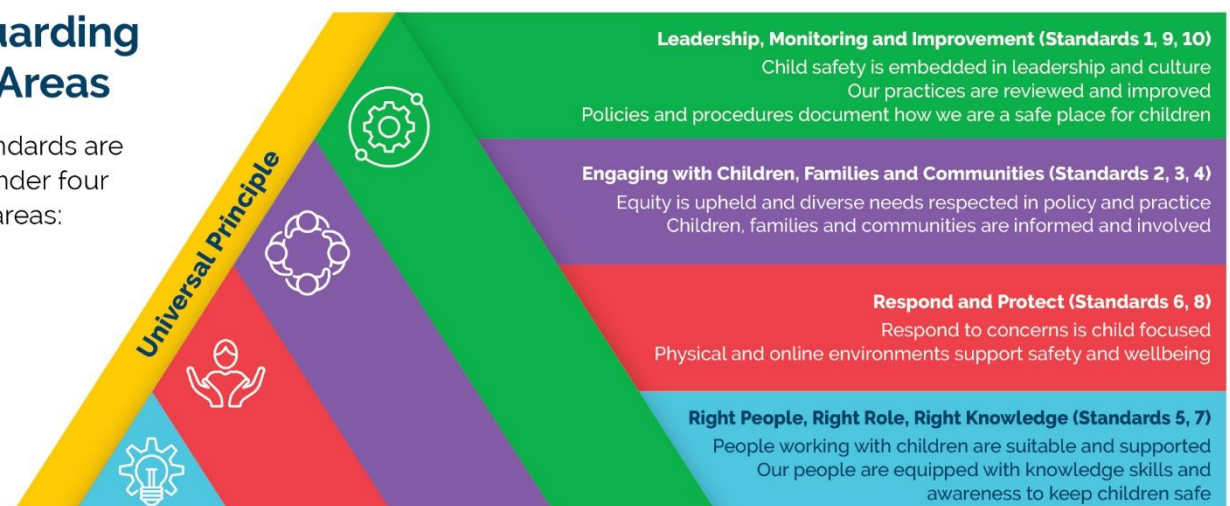 uarding
Areas
ndards are
nder four
areas:
Universal Principle
Leadership, Monitoring and Improvement (Standards 1, 9, 10)
Child safety is embedded in leadership and culture
Our practices are reviewed and improved
Policies and procedures document how we are a safe place for children
Engaging with Children, Families and Communities (Standards 2, 3, 4)
Equity is upheld and diverse needs respected in policy and practice
Children, families and communities are informed and involved
Respond and Protect (Standards 6, 8)
Respond to concerns is child focused
Physical and online environments support safety and wellbeing
Right People, Right Role, Right Knowledge (Standards 5, 7)
People working with children are suitable and supported
Our people are equipped with knowledge skills and
awareness to keep children safe